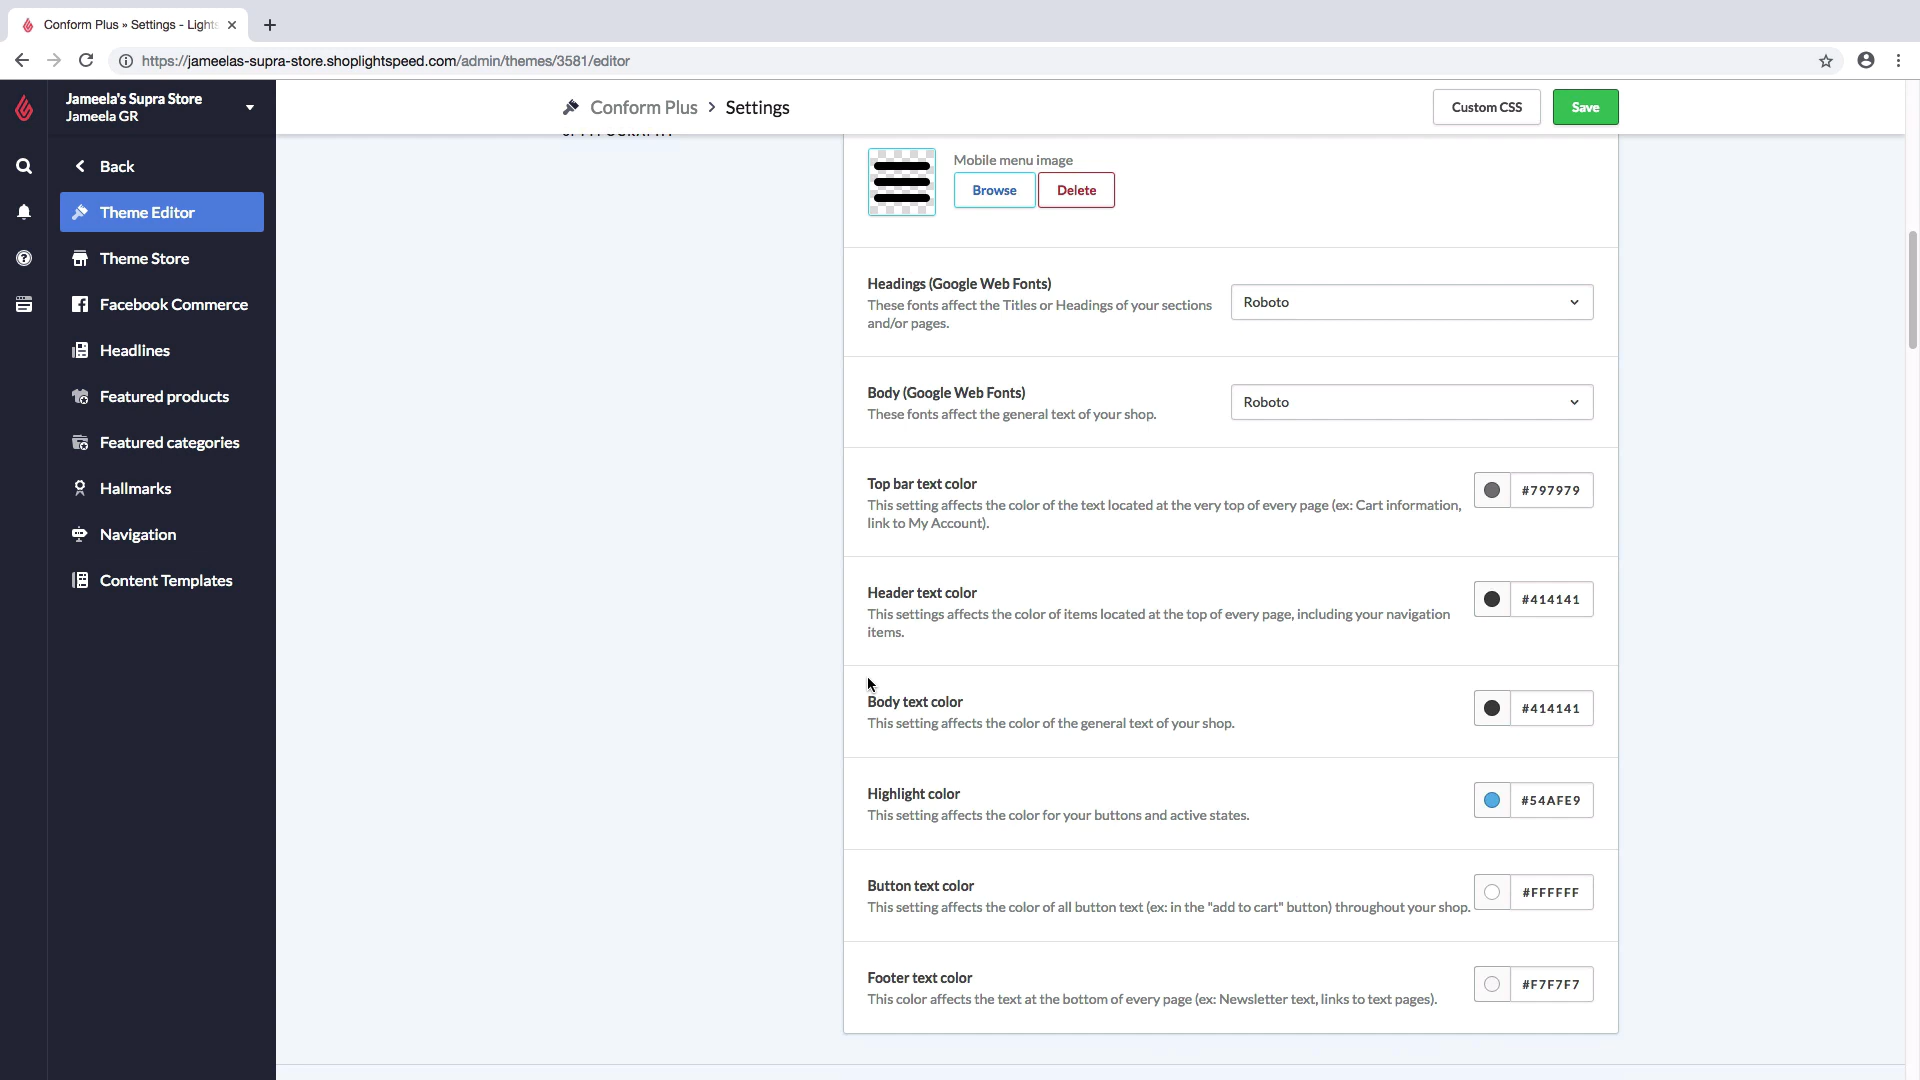 Conform Plus » Settings - Lights
https://jameelas-supra-store.shoplightspeed.com/admin/themes/3581/editor
Jameela's Supra Store
Jameela GR
Conform Plus > Settings
Custom CSS
Save
Back
Theme Editor
Theme Store
Facebook Commerce
Headlines
Featured products
Featured categories
Hallmarks
Navigation
Content Templates
Mobile menu image
Browse
Delete
Headings (Google Web Fonts)
These fonts affect the Titles or Headings of your sections
and/or pages.
Roboto
Body (Google Web Fonts)
These fonts affect the general text of your shop.
Roboto
Top bar text color
This setting affects the color of the text located at the very top of every page (ex: Cart information,
link to My Account).
#797979
Header text color
This settings affects the color of items located at the top of every page, including your navigation
items.
#414141
Body text color
This setting affects the color of the general text of your shop.
#414141
Highlight color
This setting affects the color for your buttons and active states.
#54AFE9
Button text color
This setting affects the color of all button text (ex: in the "add to cart" button) throughout your shop.
#FFFFFF
Footer text color
This color affects the text at the bottom of every page (ex: Newsletter text, links to text pages).
#F7F7F7